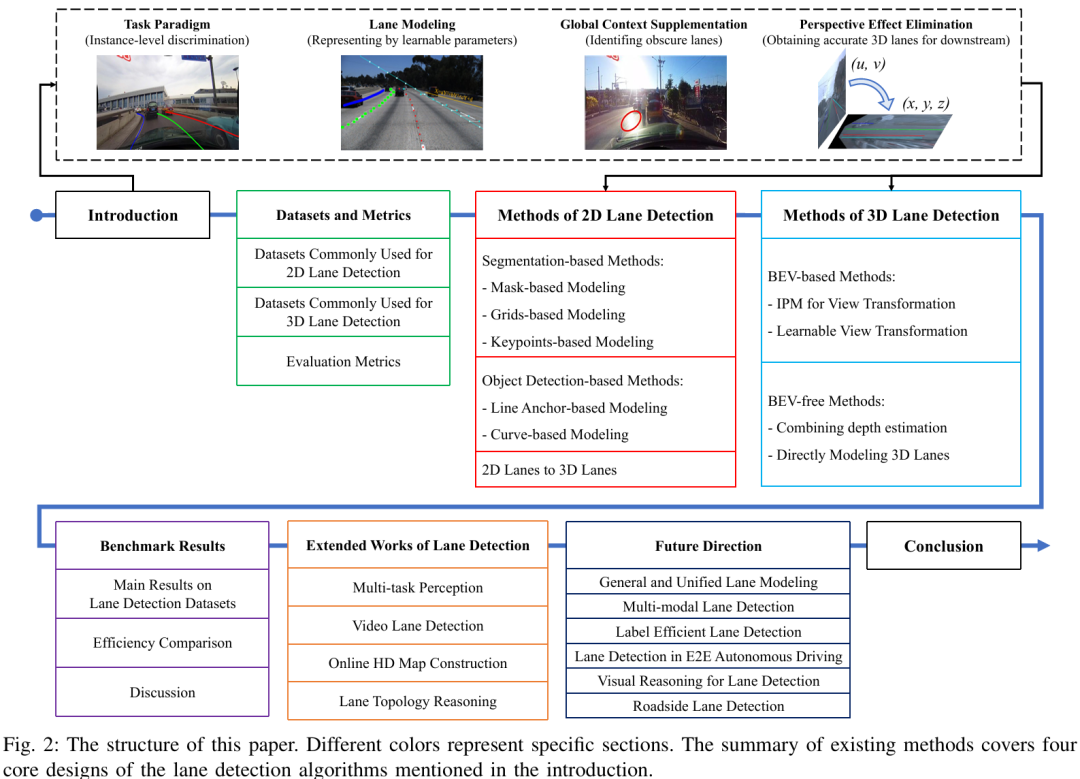 Task Paradigm
(Instance-level discrimination)
Lane Modeling
(Representing by learnable parameters)
Global Context Supplementation
(Identifing obscure lanes)
Perspective Effect Elimination
(Obtaining accurate 3D lanes for downstream)
(u, v)
(x, y, z)
Introduction
Datasets and Metrics
Datasets Commonly Used for
2D Lane Detection
Datasets Commonly Used for
3D Lane Detection
Evaluation Metrics
Methods of 2D Lane Detection
Segmentation-based Methods:
- Mask-based Modeling
- Grids-based Modeling
- Keypoints-based Modeling
Object Detection-based Methods:
- Line Anchor-based Modeling
- Curve-based Modeling
2D Lanes to 3D Lanes
Methods of 3D Lane Detection
BEV-based Methods:
- IPM for View Transformation
- Learnable View Transformation
BEV-free Methods:
- Combining depth estimation
- Directly Modeling 3D Lanes
Benchmark Results
Main Results on
Lane Detection Datasets
Efficiency Comparison
Discussion
Extended Works of Lane Detection
Multi-task Perception
Video Lane Detection
Online HD Map Construction
Lane Topology Reasoning
Future Direction
General and Unified Lane Modeling
Multi-modal Lane Detection
Label Efficient Lane Detection
Lane Detection in E2E Autonomous Driving
Visual Reasoning for Lane Detection
Roadside Lane Detection
Conclusion
Fig. 2: The structure of this paper. Different colors represent specific sections. The summary of existing methods covers four
core designs of the lane detection algorithms mentioned in the introduction.